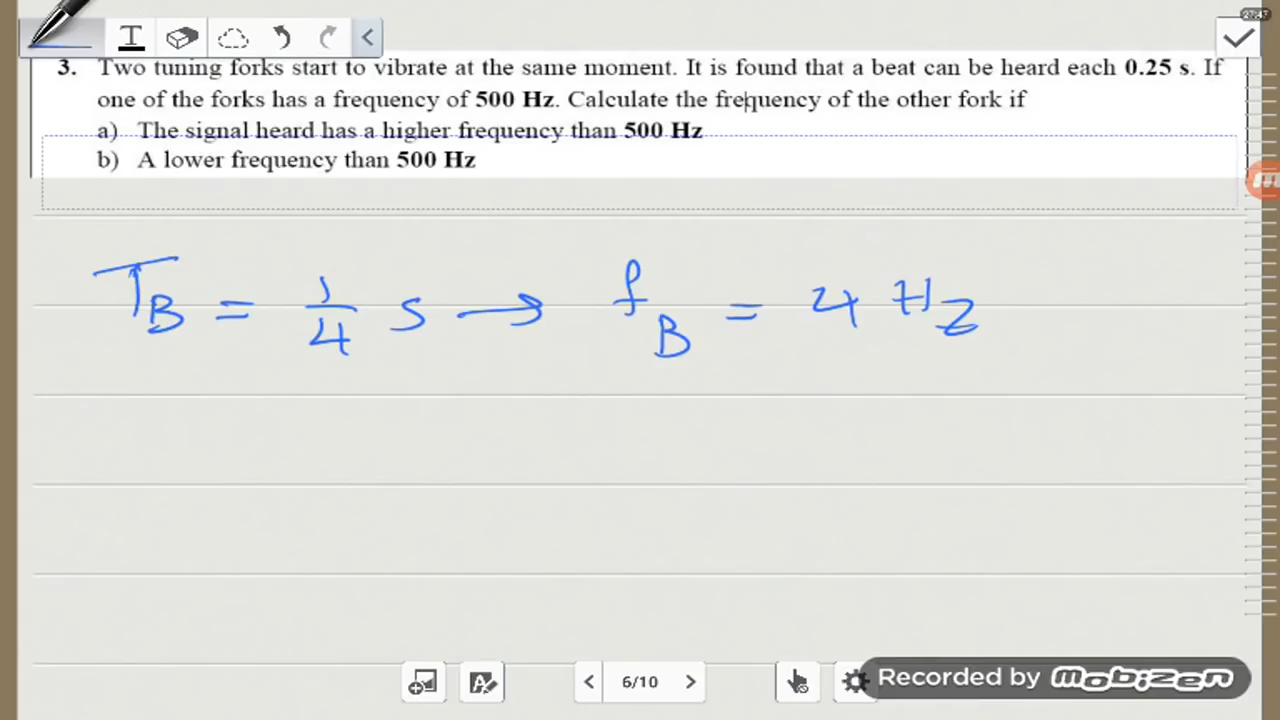 27:47
T
3. Two tuning forks start to vibrate at the same moment. It is found that a beat can be heard each 0.25 s. If
one of the forks has a frequency of 500 Hz. Calculate the frequency of the other fork if
a) The signal heard has a higher frequency than 500 Hz
b) A lower frequency than 500 Hz
T_B = 1/4 s → f_B = 4 Hz
6/10
Recorded by mobizen